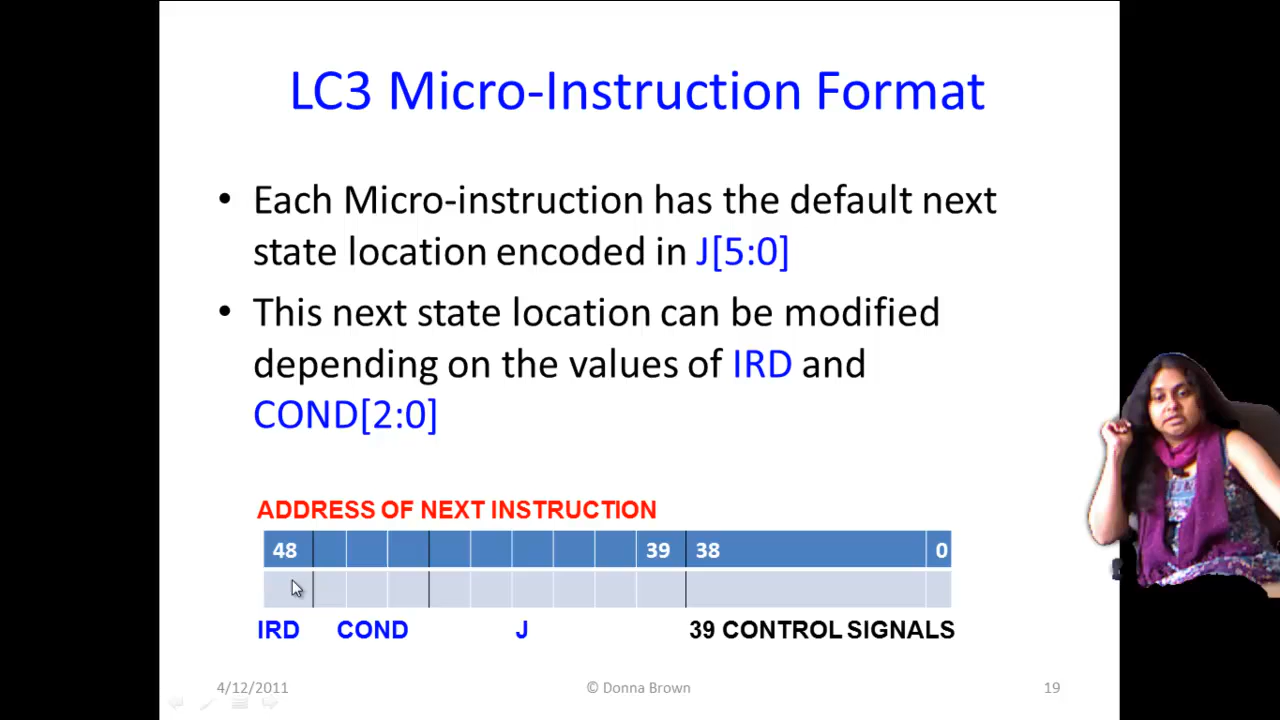 LC3 Micro-Instruction Format
• Each Micro-instruction has the default next
state location encoded in J[5:0]
• This next state location can be modified
depending on the values of IRD and
COND[2:0]
ADDRESS OF NEXT INSTRUCTION
48 39 38 0
IRD COND J 39 CONTROL SIGNALS
4/12/2011 © Donna Brown 19